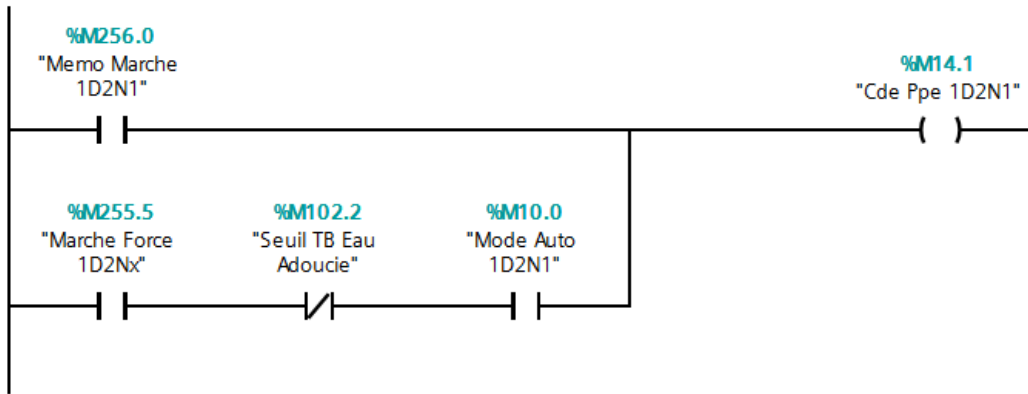 %M256.0
"Memo Marche
1D2N1"
%M14.1
"Cde Ppe 1D2N1"
%M255.5
"Marche Force
1D2Nx"
%M102.2
"Seuil TB Eau
Adoucie"
%M10.0
"Mode Auto
1D2N1"